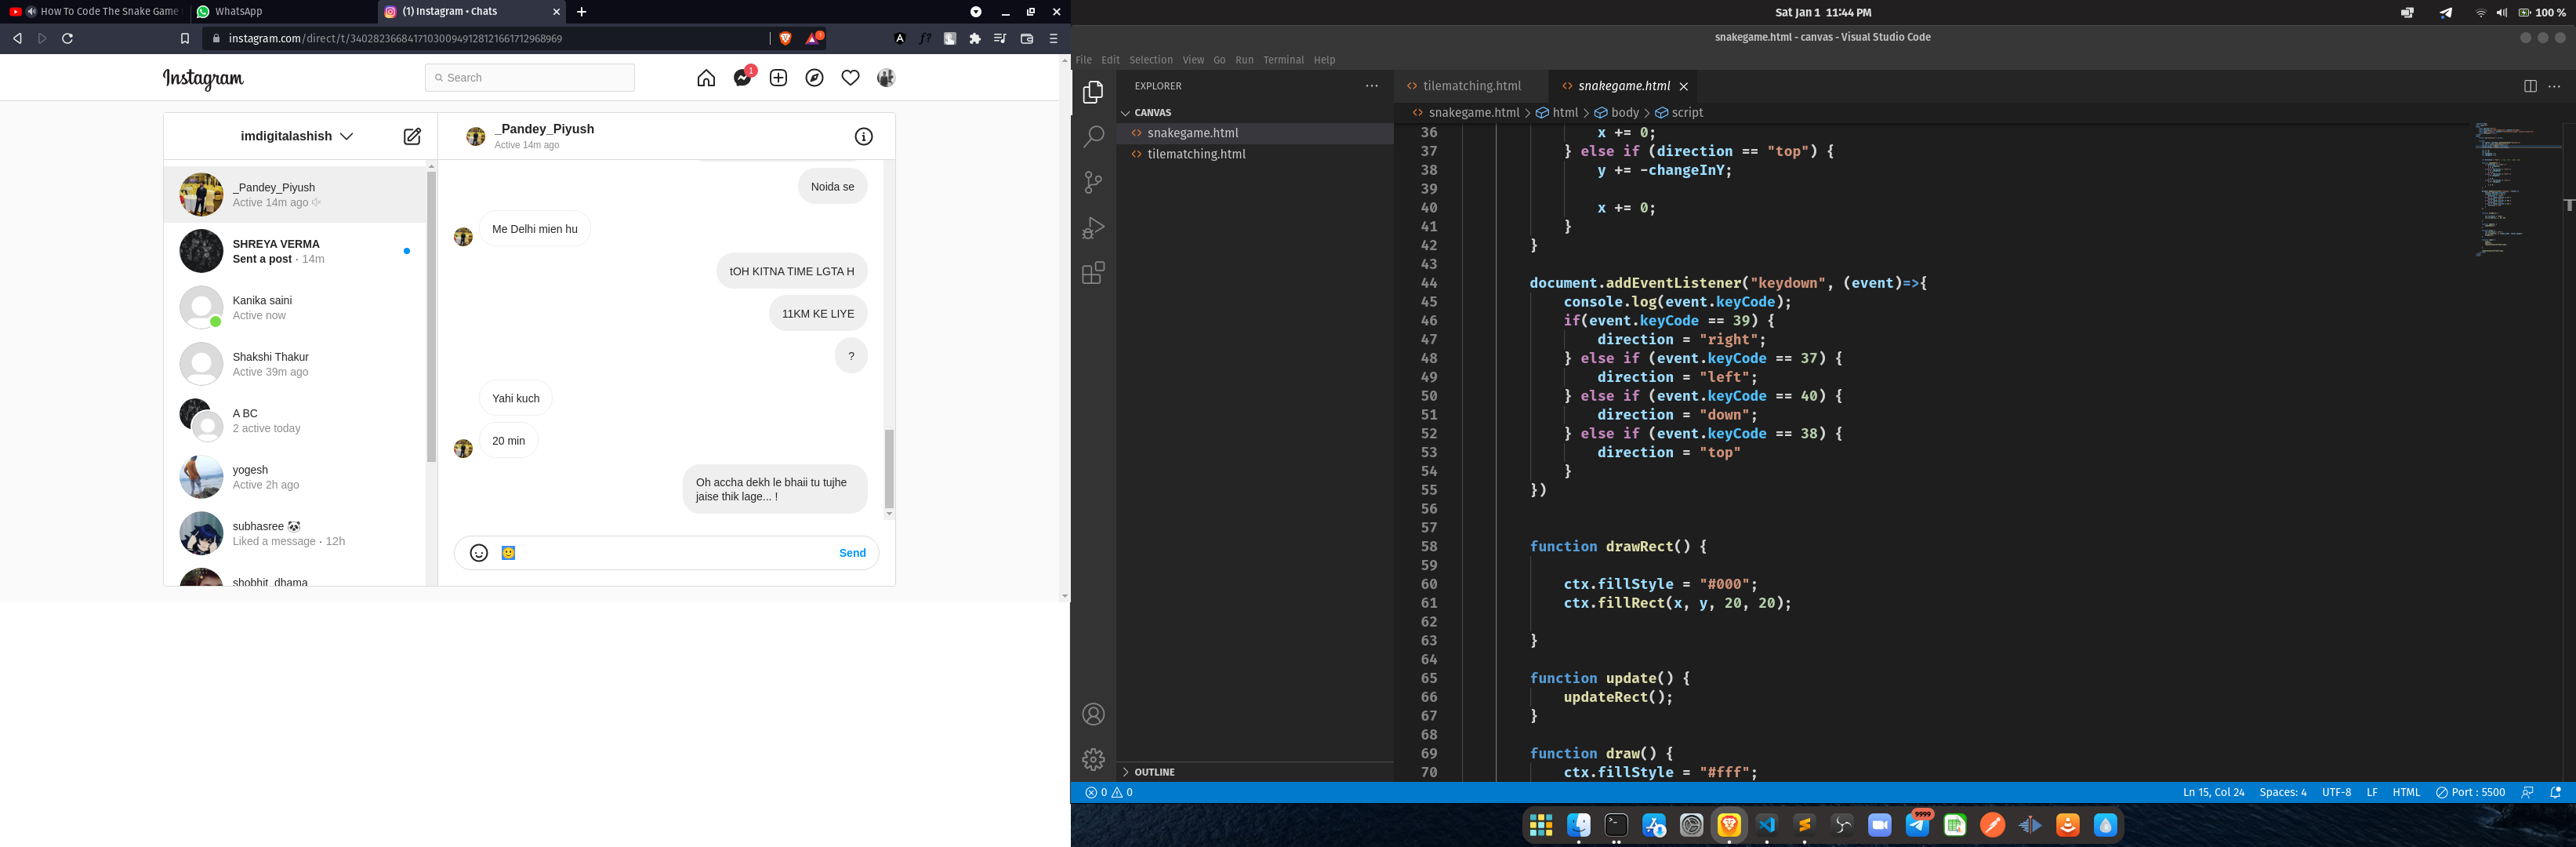 How To Code The Snake Game
WhatsApp
(1) Instagram • Chats
instagram.com/direct/t/340282366841710300949128121661712968969
Instagram
Search
1
imdigitalashish
_Pandey_Piyush
Active 14m ago
SHREYA VERMA
Sent a post · 14m
Kanika saini
Active now
Shakshi Thakur
Active 39m ago
A BC
2 active today
yogesh
Active 2h ago
subhasree 🐼
Liked a message · 12h
shobhit_dhama
_Pandey_Piyush
Active 14m ago
Noida se
Me Delhi mien hu
tOH KITNA TIME LGTA H
11KM KE LIYE
?
Yahi kuch
20 min
Oh accha dekh le bhaii tu tujhe
jaise thik lage... !
🙂
Send
Sat Jan 1 11:44 PM
100 %
snakegame.html - canvas - Visual Studio Code
File Edit Selection View Go Run Terminal Help
EXPLORER
CANVAS
snakegame.html
tilematching.html
OUTLINE
tilematching.html
snakegame.html
snakegame.html > html > body > script
36 x += 0;
37 } else if (direction == "top") {
38 y += -changeInY;
39
40 x += 0;
41 }
42 }
43
44 document.addEventListener("keydown", (event)=>{
45 console.log(event.keyCode);
46 if(event.keyCode == 39) {
47 direction = "right";
48 } else if (event.keyCode == 37) {
49 direction = "left";
50 } else if (event.keyCode == 40) {
51 direction = "down";
52 } else if (event.keyCode == 38) {
53 direction = "top"
54 }
55 })
56
57
58 function drawRect() {
59
60 ctx.fillStyle = "#000";
61 ctx.fillRect(x, y, 20, 20);
62
63 }
64
65 function update() {
66 updateRect();
67 }
68
69 function draw() {
70 ctx.fillStyle = "#fff";
0 0
Ln 15, Col 24 Spaces: 4 UTF-8 LF HTML Port : 5500
9999